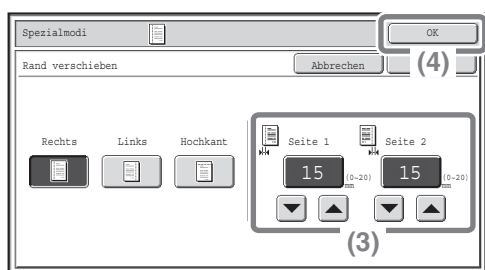 Spezialmodi
OK
(4)
Rand verschieben
Abbrechen
Rechts
Links
Hochkant
Seite 1
Seite 2
15
(0~20)
mm
15
(0~20)
mm
(3)